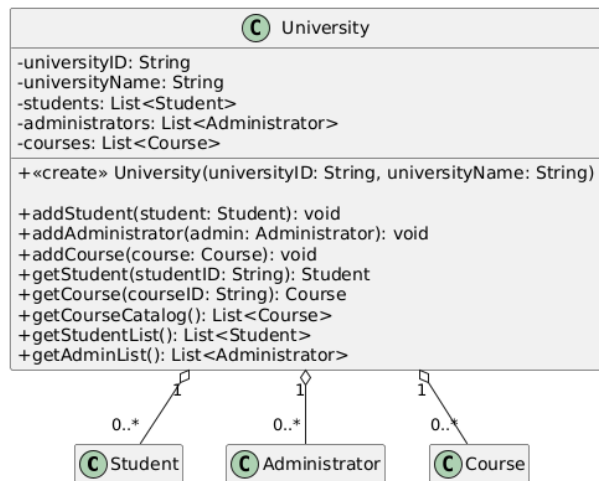 C University
-universityID: String
-universityName: String
-students: List<Student>
-administrators: List<Administrator>
-courses: List<Course>
+«create» University(universityID: String, universityName: String)
+addStudent(student: Student): void
+addAdministrator(admin: Administrator): void
+addCourse(course: Course): void
+getStudent(studentID: String): Student
+getCourse(courseID: String): Course
+getCourseCatalog(): List<Course>
+getStudentList(): List<Student>
+getAdminList(): List<Administrator>
1 1 1
0..* 0..* 0..*
C Student C Administrator C Course